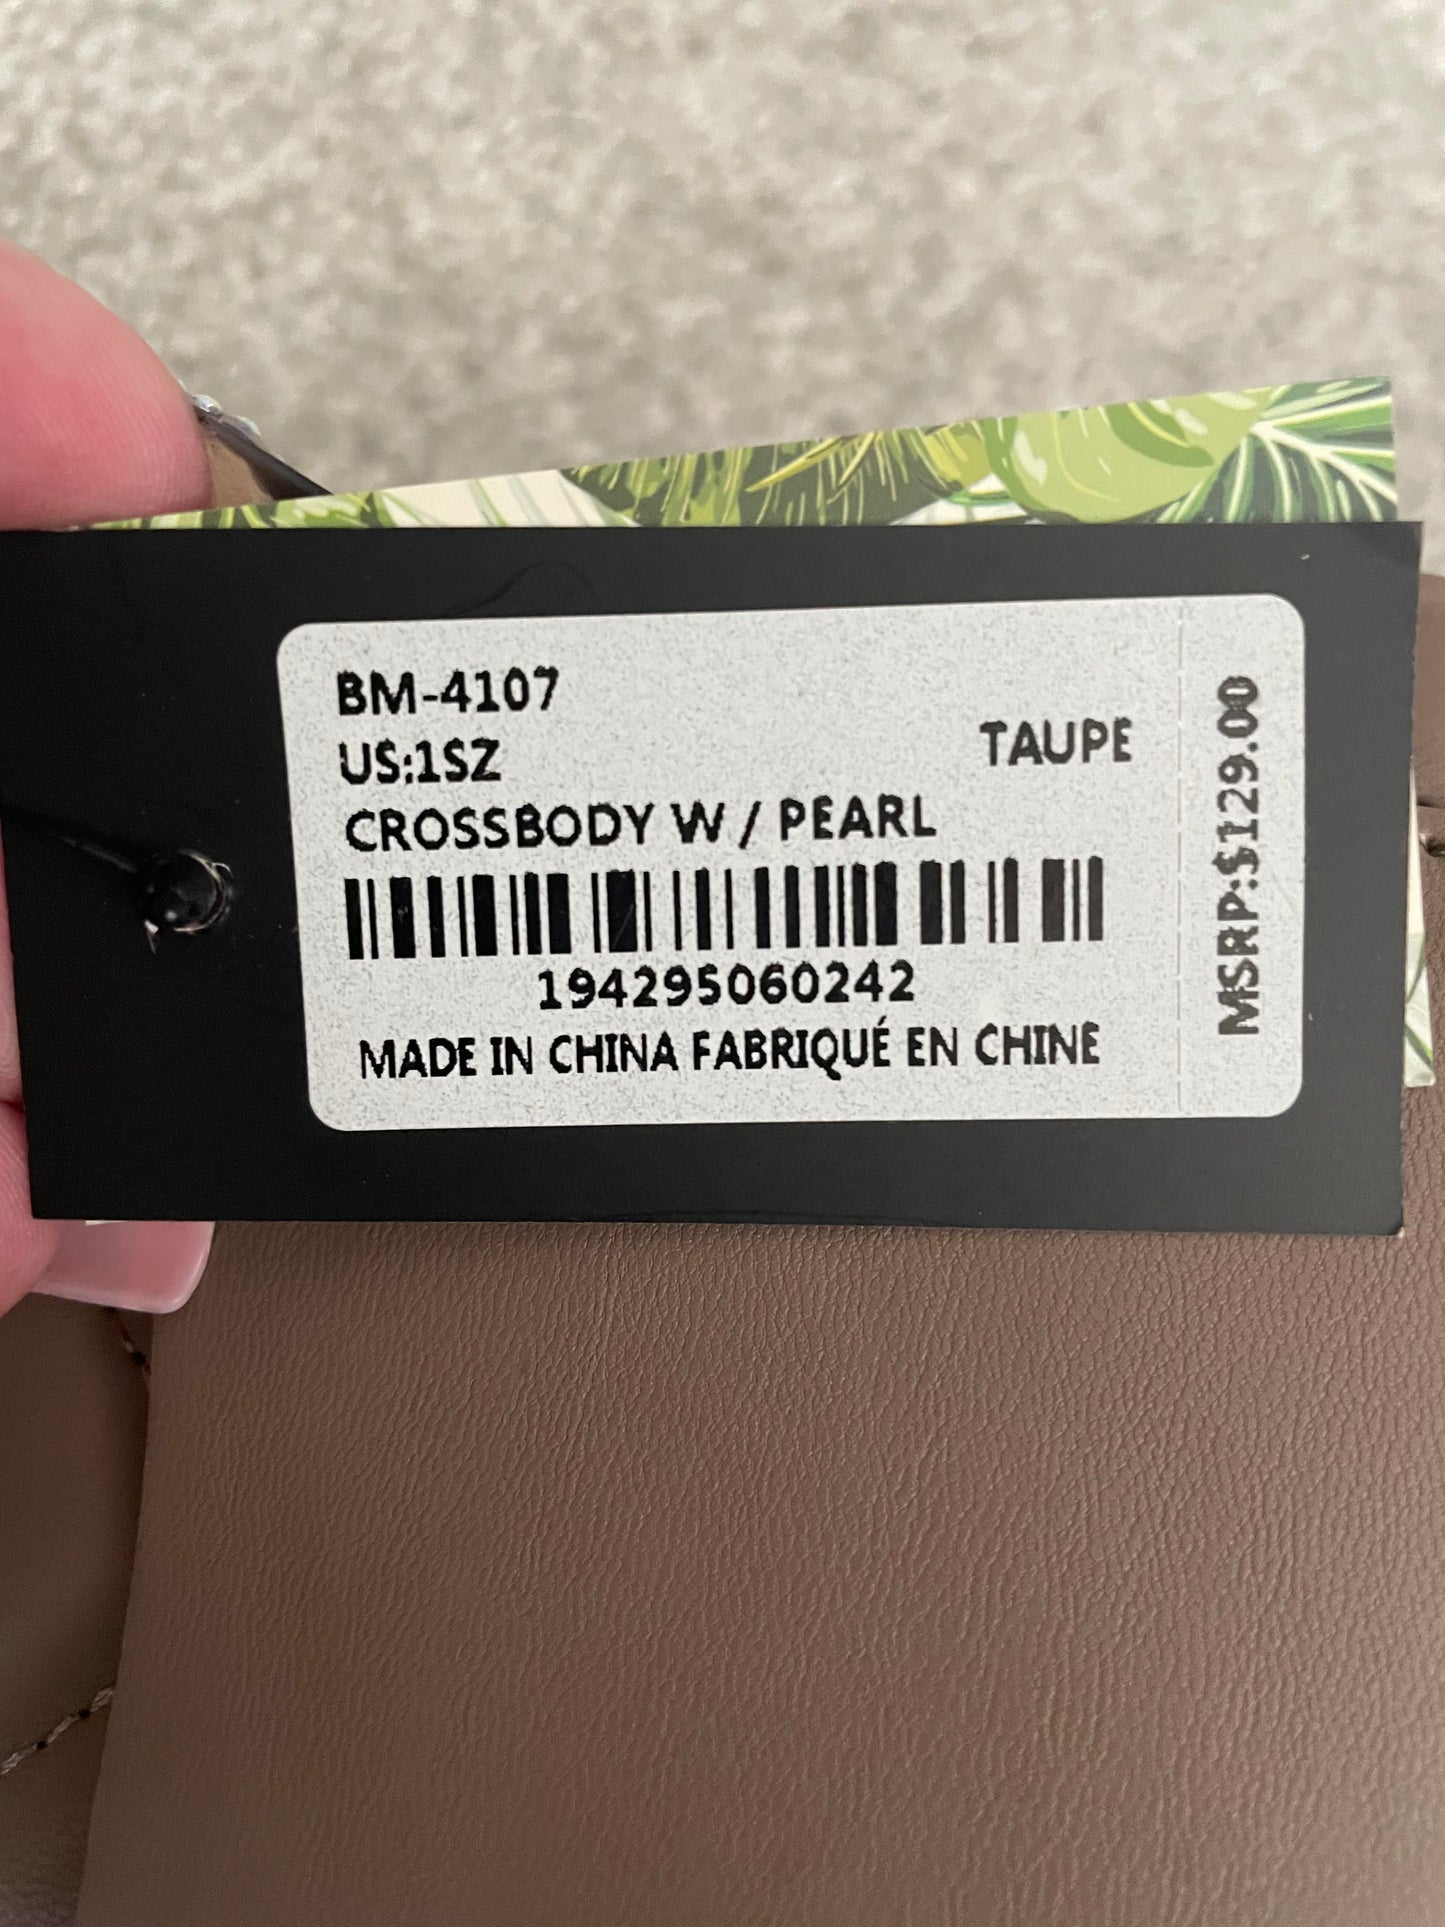 BM-4107
US:1SZ
TAUPE
CROSSBODY W / PEARL
194295060242
MADE IN CHINA FABRIQUÉ EN CHINE
MSRP:$129.00